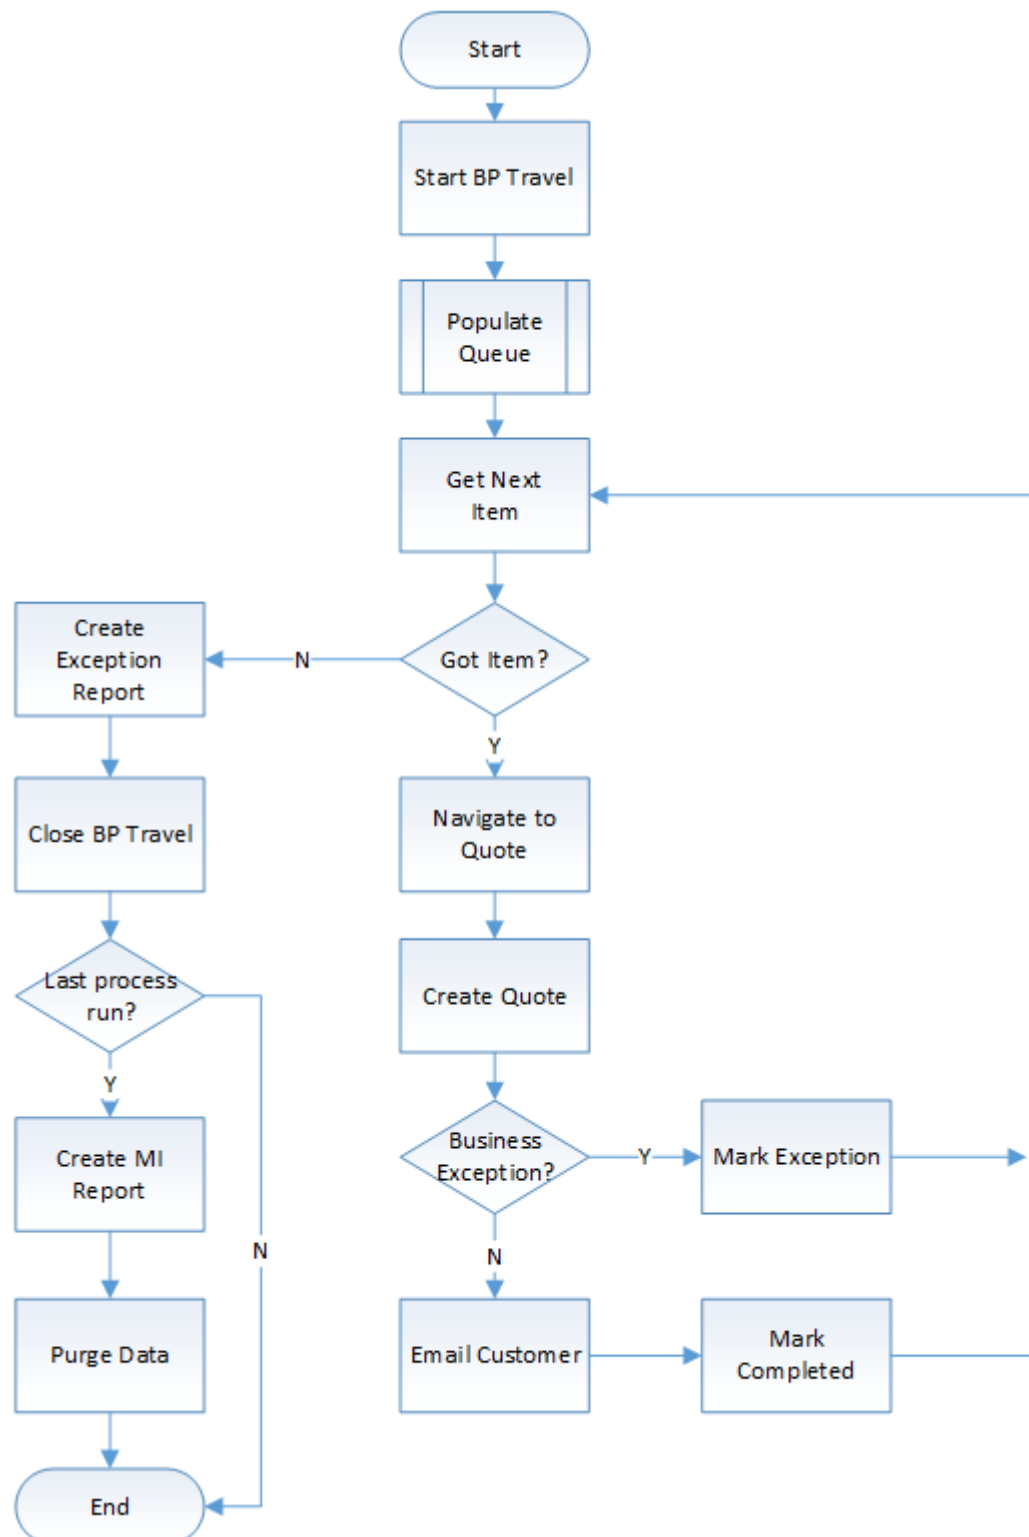 Start
Start BP Travel
Populate
Queue
Get Next
Item
Got Item?
N
Create
Exception
Report
Y
Close BP Travel
Navigate to
Quote
Last process
run?
Create Quote
Y
Business
Exception?
Y
Mark Exception
Create MI
Report
N
N
Purge Data
Email Customer
Mark
Completed
End